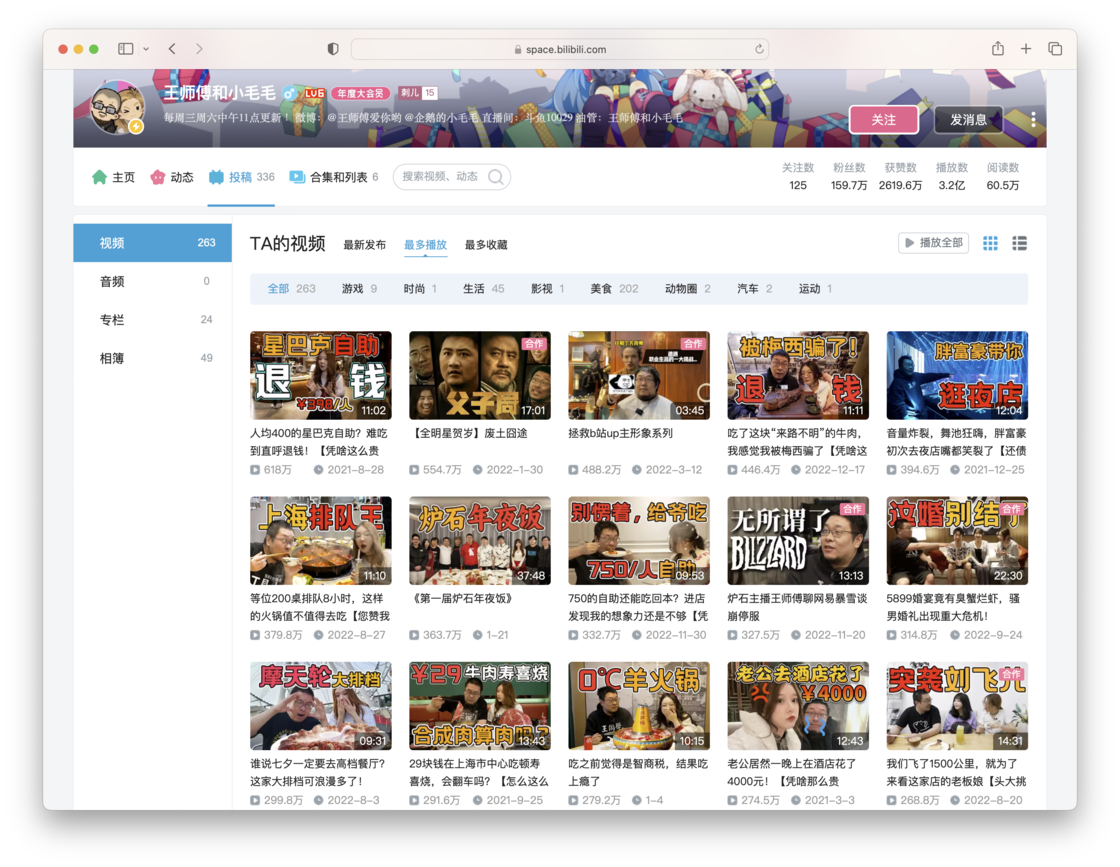 space.bilibili.com
王师傅和小毛毛 LV6 年度大会员 刺儿 15
每周三周六中午11点更新！ 微博：@王师傅爱你哟 @企鹅的小毛毛 直播间：斗鱼10029 油管：王师傅和小毛毛
关注 发消息
主页 动态 投稿 336 合集和列表 6 搜索视频、动态
关注数 粉丝数 获赞数 播放数 阅读数
125 159.7万 2619.6万 3.2亿 60.5万
视频 263
音频 0
专栏 24
相簿 49
TA的视频 最新发布 最多播放 最多收藏 播放全部
全部 263 游戏 9 时尚 1 生活 45 影视 1 美食 202 动物圈 2 汽车 2 运动 1
星巴克自助
退钱
¥398/人
11:02
人均400的星巴克自助？难吃
到直呼退钱！【凭啥这么贵
618万 2021-8-28
合作
父子局
17:01
【全明星贺岁】废土囧途
554.7万 2022-1-30
合作
03:45
拯救b站up主形象系列
488.2万 2022-3-12
被梅西骗了！
退钱
11:11
吃了这块“来路不明”的牛肉，
我感觉我被梅西骗了【凭啥这
446.4万 2022-12-17
胖富豪带你
逛夜店
12:04
音量炸裂，舞池狂嗨，胖富豪
初次去夜店嘴都笑裂了【还债
394.6万 2021-12-25
上海排队王
11:10
等位200桌排队8小时，这样
的火锅值不值得去吃【您赞我
379.8万 2022-8-27
炉石年夜饭
37:48
《第一届炉石年夜饭》
363.7万 1-21
别愣着，给爷吃
750/人自助
09:53
750的自助还能吃回本？进店
发现我的想象力还是不够【凭
332.7万 2022-11-30
合作
无所谓了
BLIZZARD
13:13
炉石主播王师傅聊网易暴雪谈
崩停服
327.5万 2022-11-20
合作
这婚别结了
22:30
5899婚宴竟有臭蟹烂虾，骚
男婚礼出现重大危机！
314.8万 2022-9-24
摩天轮大排档
09:31
谁说七夕一定要去高档餐厅？
这家大排档可浪漫多了！
299.8万 2022-8-3
¥29牛肉寿喜烧
合成肉算肉吗？
13:43
29块钱在上海市中心吃顿寿
喜烧，会翻车吗？【怎么这么
291.6万 2021-9-25
0℃羊火锅
10:15
吃之前觉得是智商税，结果吃
上瘾了
279.2万 1-4
老公去酒店花了
¥4000
12:43
老公居然一晚上在酒店花了
4000元！【凭啥那么贵
274.5万 2021-3-3
合作
突袭刘飞儿
14:31
我们飞了1500公里，就为了
来看这家店的老板娘【头大挑
268.8万 2022-8-20